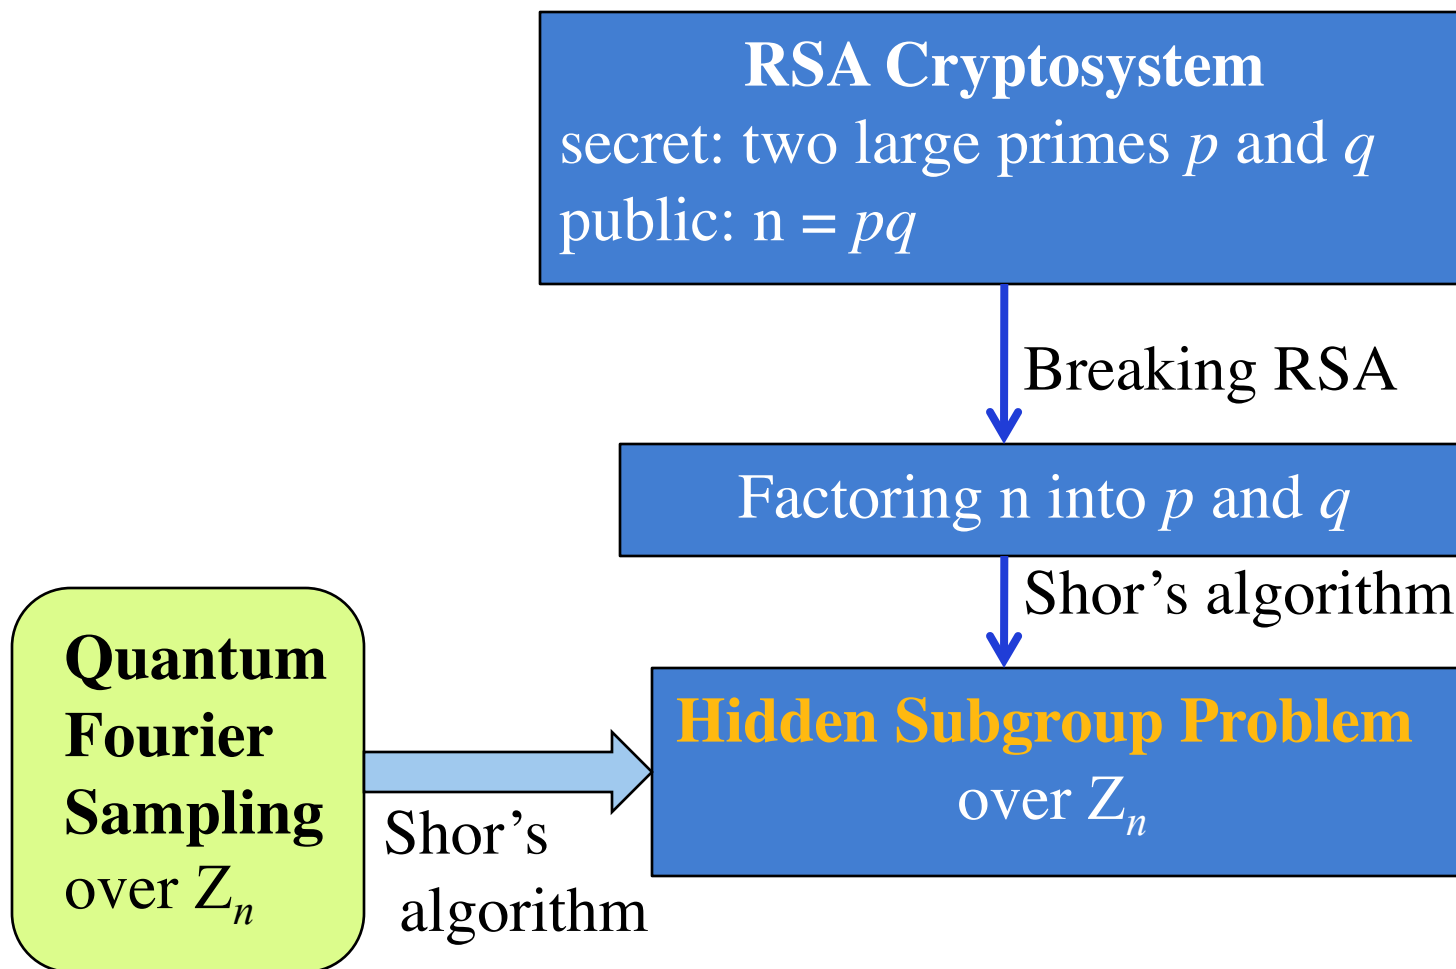 RSA Cryptosystem
secret: two large primes p and q
public: n = pq
Breaking RSA
Factoring n into p and q
Shor’s algorithm
Quantum
Fourier
Sampling
over Zn
Shor’s
algorithm
Hidden Subgroup Problem
over Zn